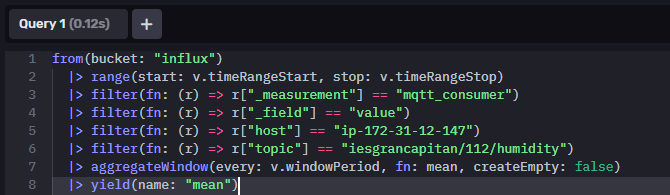 Query 1 (0.12s) +
1 from(bucket: "influx")
2 |> range(start: v.timeRangeStart, stop: v.timeRangeStop)
3 |> filter(fn: (r) => r["_measurement"] == "mqtt_consumer")
4 |> filter(fn: (r) => r["_field"] == "value")
5 |> filter(fn: (r) => r["host"] == "ip-172-31-12-147")
6 |> filter(fn: (r) => r["topic"] == "iesgrancapitan/112/humidity")
7 |> aggregateWindow(every: v.windowPeriod, fn: mean, createEmpty: false)
8 |> yield(name: "mean")